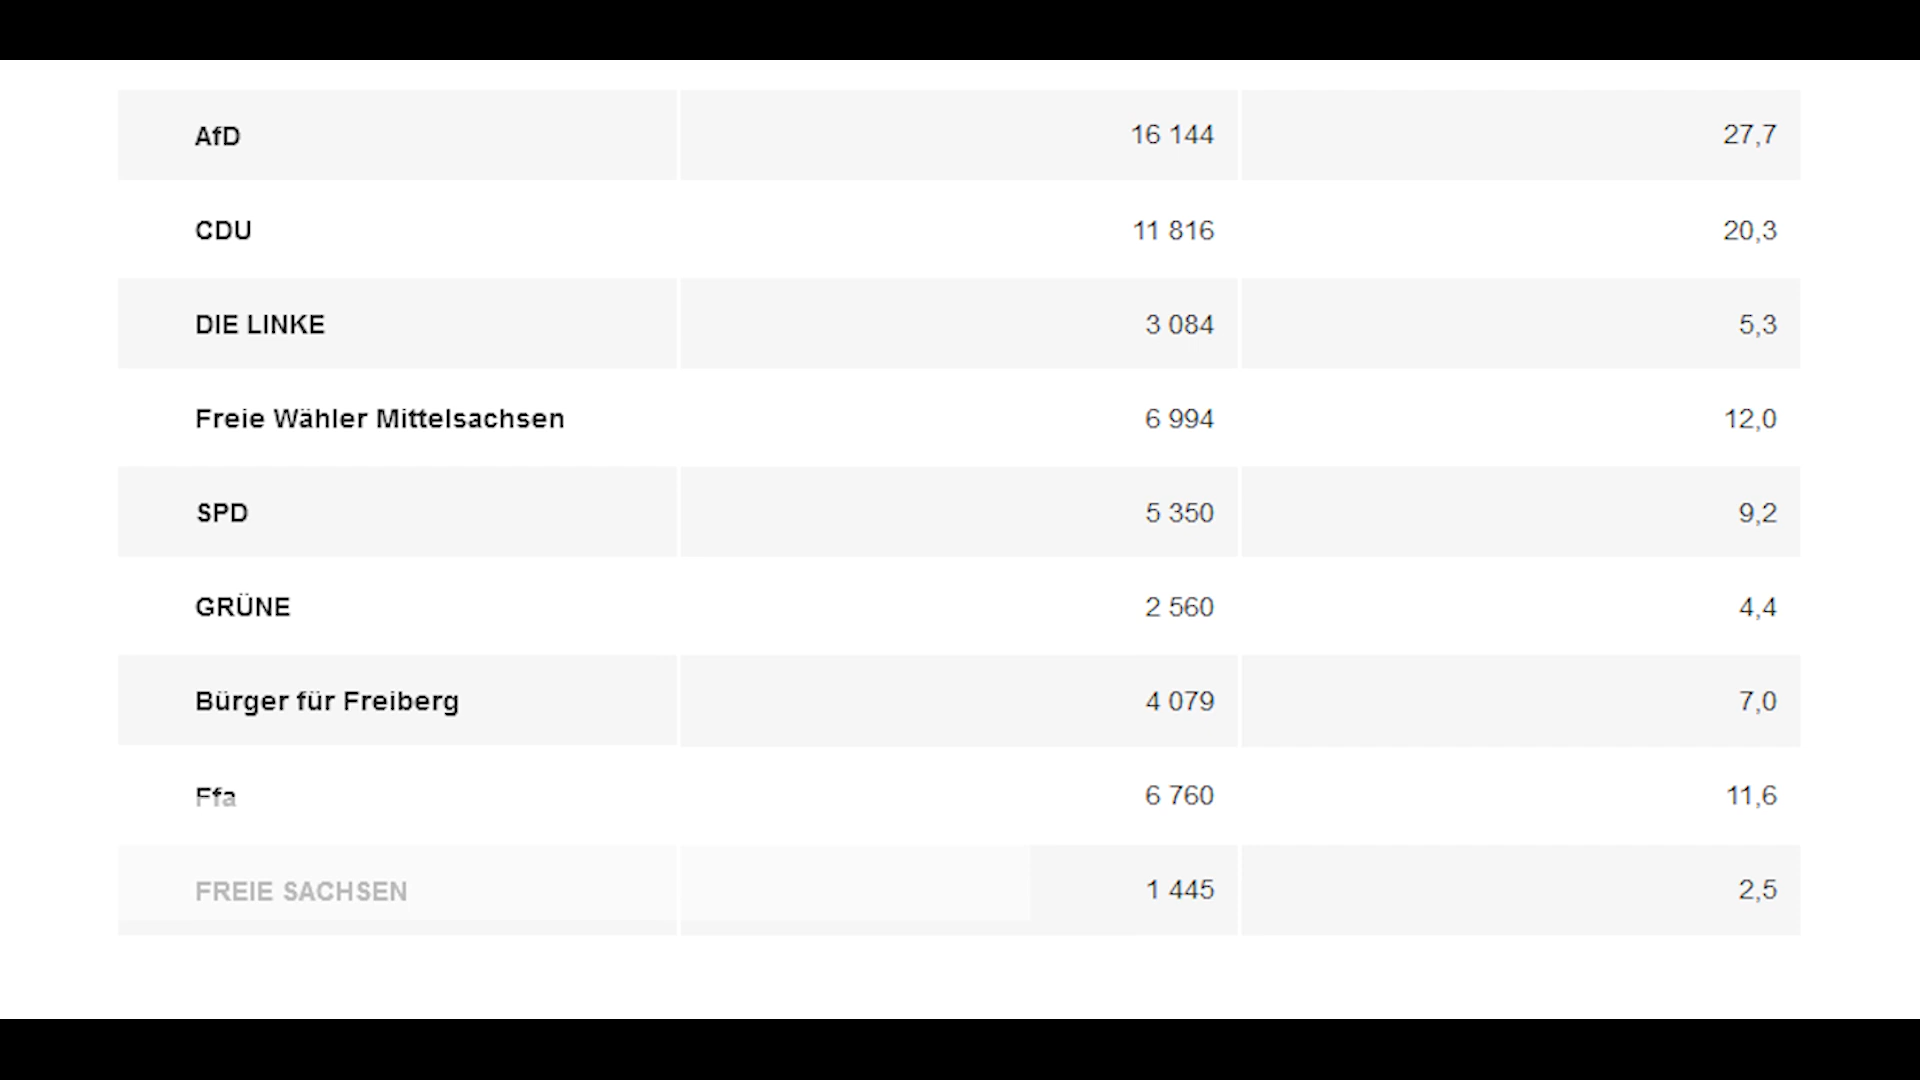 AfD 16 144 27,7
CDU 11 816 20,3
DIE LINKE 3 084 5,3
Freie Wähler Mittelsachsen 6 994 12,0
SPD 5 350 9,2
GRÜNE 2 560 4,4
Bürger für Freiberg 4 079 7,0
Ffa 6 760 11,6
FREIE SACHSEN 1 445 2,5